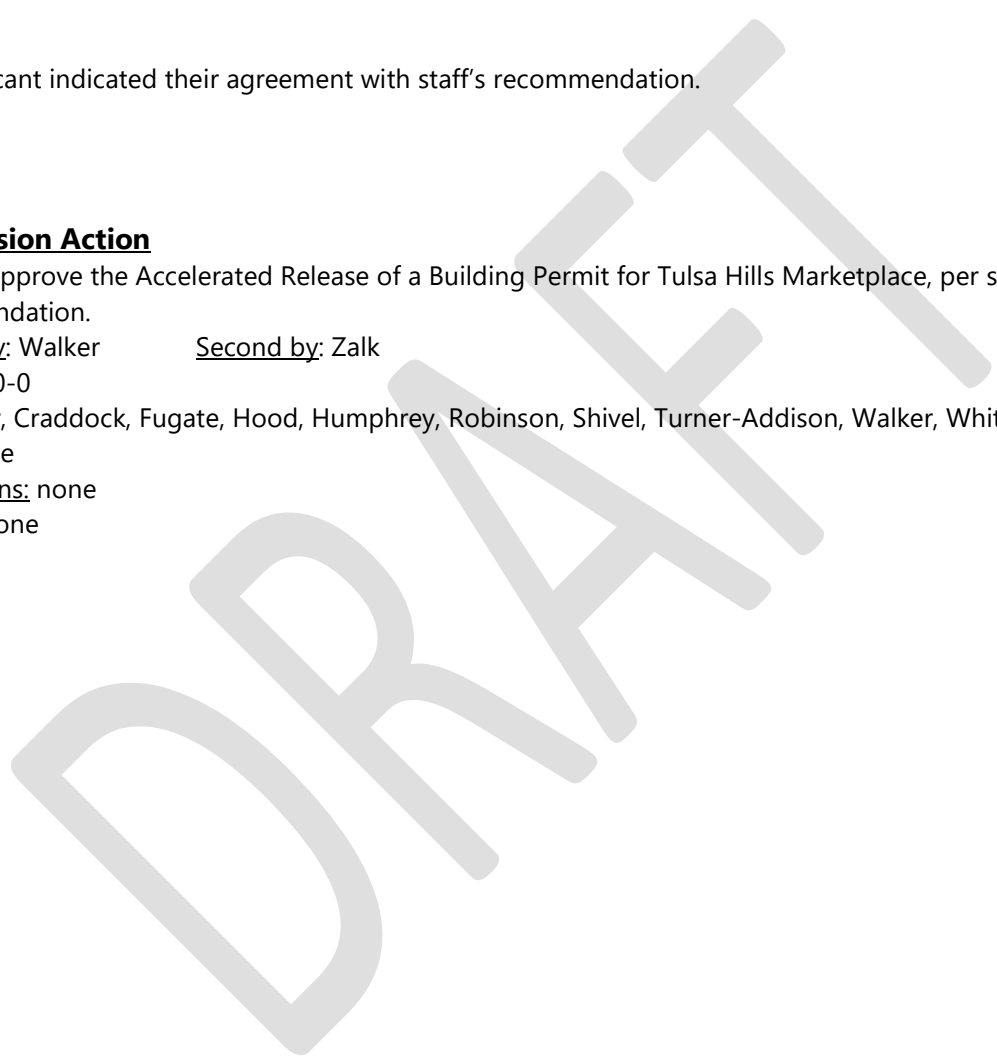 cant indicated their agreement with staff's recommendation.
sion Action
pprove the Accelerated Release of a Building Permit for Tulsa Hills Marketplace, per s
ndation.
: Walker Second by: Zalk
0-0
, Craddock, Fugate, Hood, Humphrey, Robinson, Shivel, Turner-Addison, Walker, Whit
e
ns: none
one
DRAFT